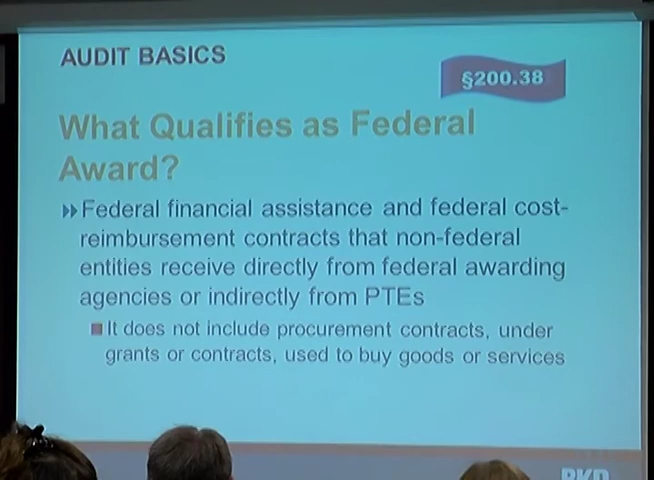 AUDIT BASICS
§200.38
What Qualifies as Federal
Award?
Federal financial assistance and federal cost-
reimbursement contracts that non-federal
entities receive directly from federal awarding
agencies or indirectly from PTEs
It does not include procurement contracts, under
grants or contracts, used to buy goods or services